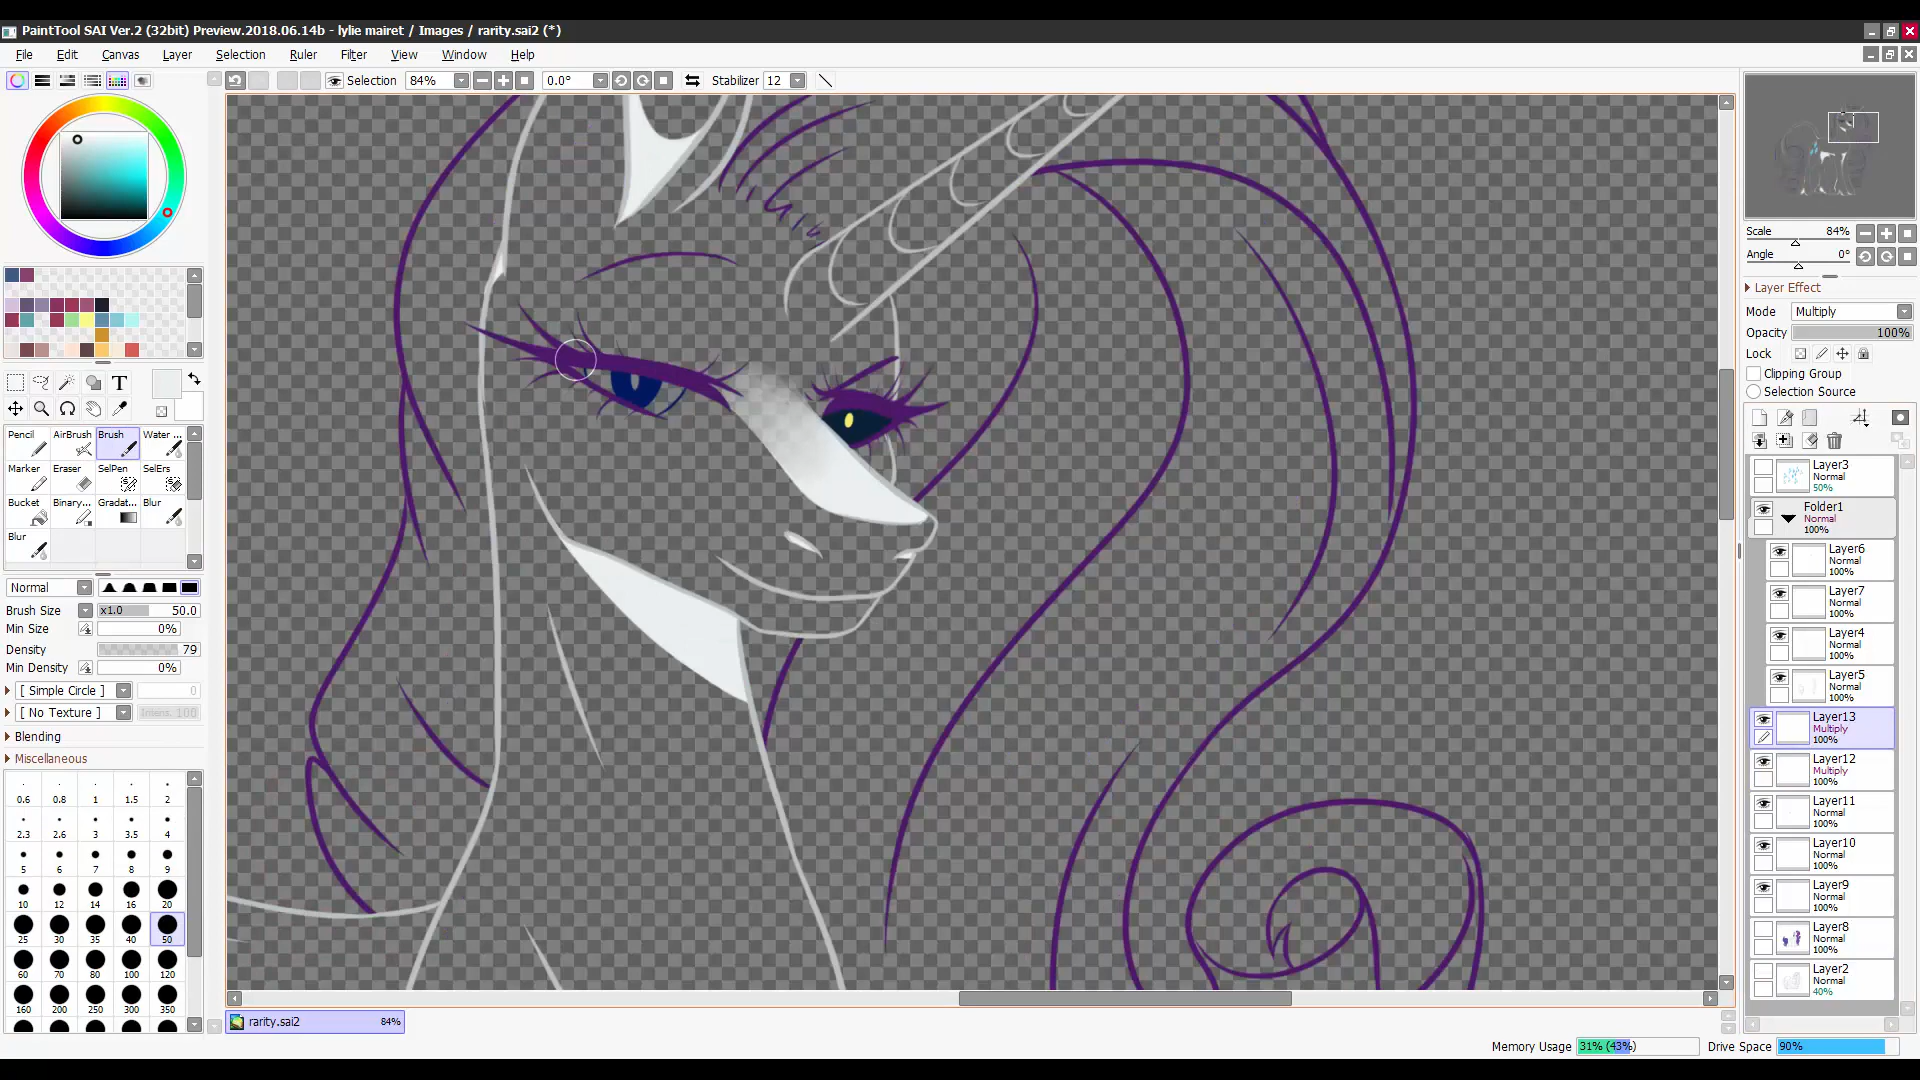 PaintTool SAI Ver.2 (32bit) Preview.2018.06.14b - lylie mairet / Images / rarity.sai2 (*)
File Edit Canvas Layer Selection Ruler Filter View Window Help
Selection 84% 0.0° Stabilizer 12
Scale 84%
Angle 0°
Layer Effect
Mode Multiply
Opacity 100%
Lock
Clipping Group
Selection Source
T
Pencil AirBrush Brush Water ...
Marker Eraser SelPen SelErs
Bucket Binary... Gradat... Blur
Blur
Normal
Brush Size x1.0 50.0
Min Size 0%
Density 79
Min Density 0%
[ Simple Circle ] 0
[ No Texture ] Intens. 100
Blending
Miscellaneous
0.6 0.8 1 1.5 2
2.3 2.6 3 3.5 4
5 6 7 8 9
10 12 14 16 20
25 30 35 40 50
60 70 80 100 120
160 200 250 300 350
Layer3
Normal
50%
Folder1
Normal
100%
Layer6
Normal
100%
Layer7
Normal
100%
Layer4
Normal
100%
Layer5
Normal
100%
Layer13
Multiply
100%
Layer12
Multiply
100%
Layer11
Normal
100%
Layer10
Normal
100%
Layer9
Normal
100%
Layer8
Normal
100%
Layer2
Normal
40%
rarity.sai2 84%
Memory Usage 31% (43%) Drive Space 90%